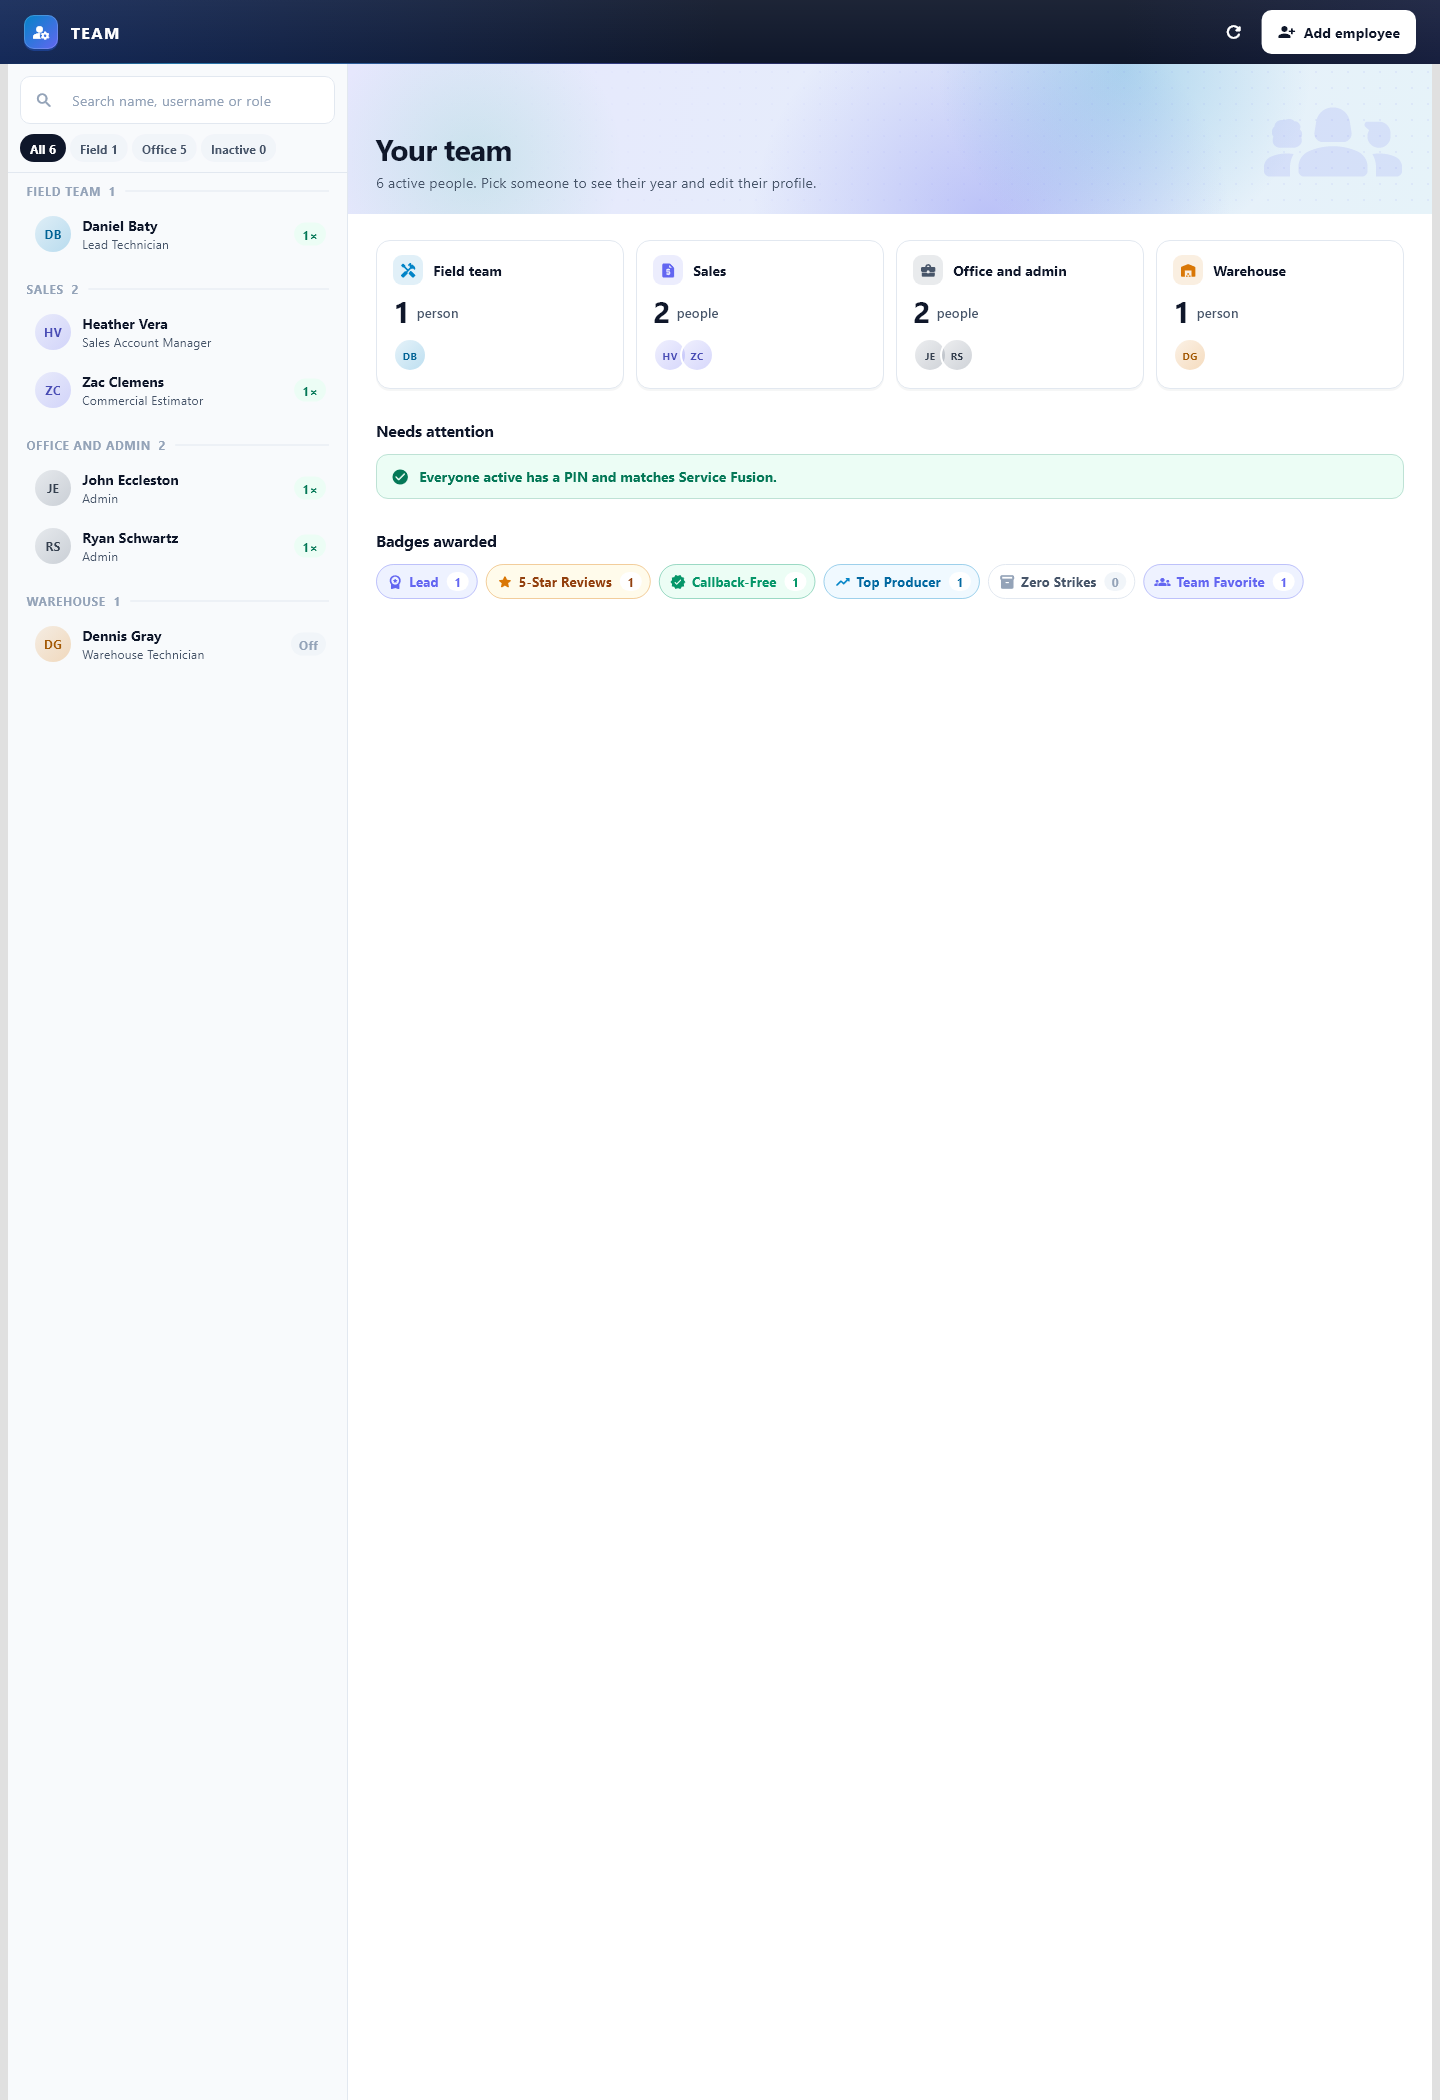 TEAM
Add employee
Search name, username or role
All 6
Field 1
Office 5
Inactive 0
FIELD TEAM 1
DB
Daniel Baty
Lead Technician
1×
SALES 2
HV
Heather Vera
Sales Account Manager
ZC
Zac Clemens
Commercial Estimator
1×
OFFICE AND ADMIN 2
JE
John Eccleston
Admin
1×
RS
Ryan Schwartz
Admin
1×
WAREHOUSE 1
DG
Dennis Gray
Warehouse Technician
Off
Your team
6 active people. Pick someone to see their year and edit their profile.
Field team
1 person
DB
Sales
2 people
HV ZC
Office and admin
2 people
JE RS
Warehouse
1 person
DG
Needs attention
Everyone active has a PIN and matches Service Fusion.
Badges awarded
Lead 1
5-Star Reviews 1
Callback-Free 1
Top Producer 1
Zero Strikes 0
Team Favorite 1